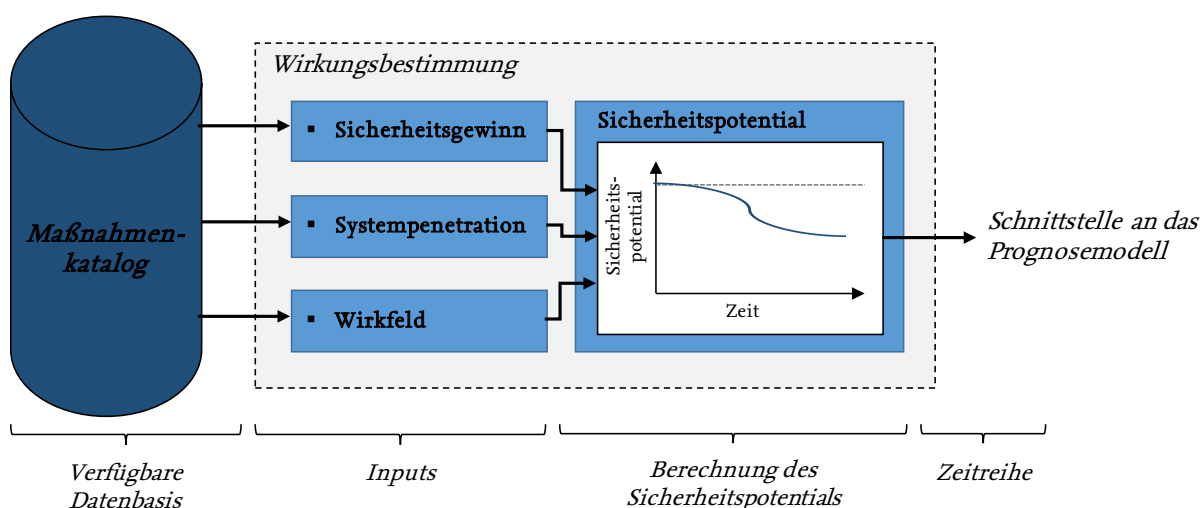 Wirkungsbestimmung
Maßnahmen-
katalog
▪ Sicherheitsgewinn
▪ Systempenetration
▪ Wirkfeld
Sicherheitspotential
Sicherheits-
potential
Zeit
Schnittstelle an das
Prognosemodell
Verfügbare
Datenbasis
Inputs
Berechnung des
Sicherheitspotentials
Zeitreihe